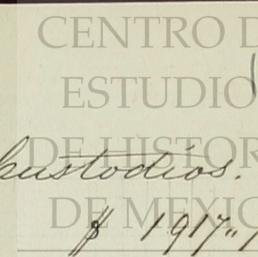 CENTRO D
ESTUDIO
DE HISTOR
custodios.
DE MEXIC
$ 1917.,